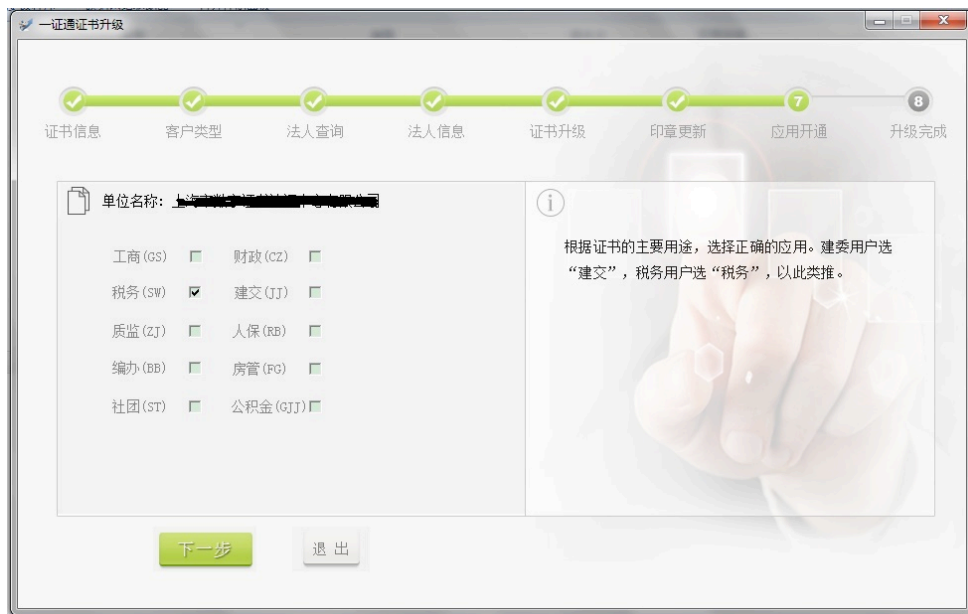 一证通证书升级
7
8
证书信息
客户类型
法人查询
法人信息
证书升级
印章更新
应用开通
升级完成
单位名称：
工商(GS)
财政(CZ)
税务(SW)
建交(JJ)
质监(ZJ)
人保(RB)
编办(BB)
房管(FG)
社团(ST)
公积金(GJJ)
根据证书的主要用途，选择正确的应用。建委用户选
“建交”，税务用户选“税务”，以此类推。
下一步
退 出